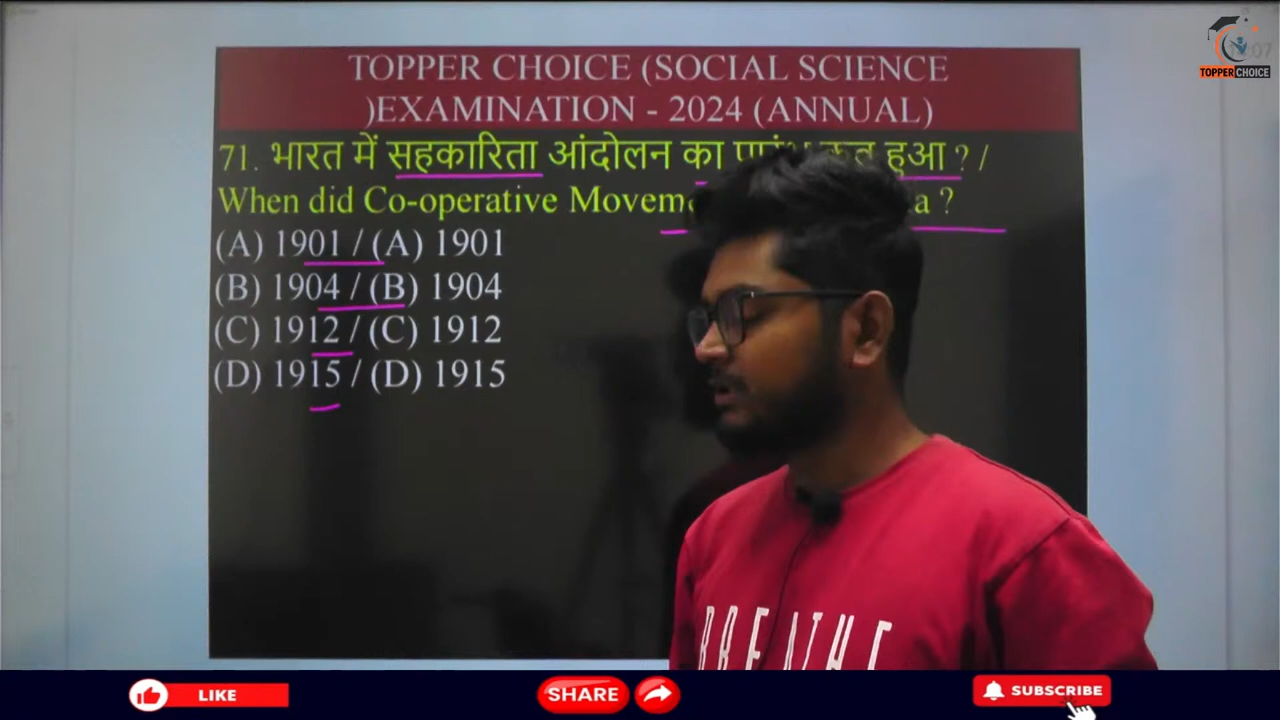 TOPPER CHOICE (SOCIAL SCIENCE
)EXAMINATION - 2024 (ANNUAL)
71. भारत में सहकारिता आंदोलन का हुआ ? /
When did Co-operative ?
(A) 1901 / (A) 1901
(B) 1904 / (B) 1904
(C) 1912 / (C) 1912
(D) 1915 / (D) 1915
TOPPER CHOICE
BREATHE
LIKE
SHARE
SUBSCRIBE